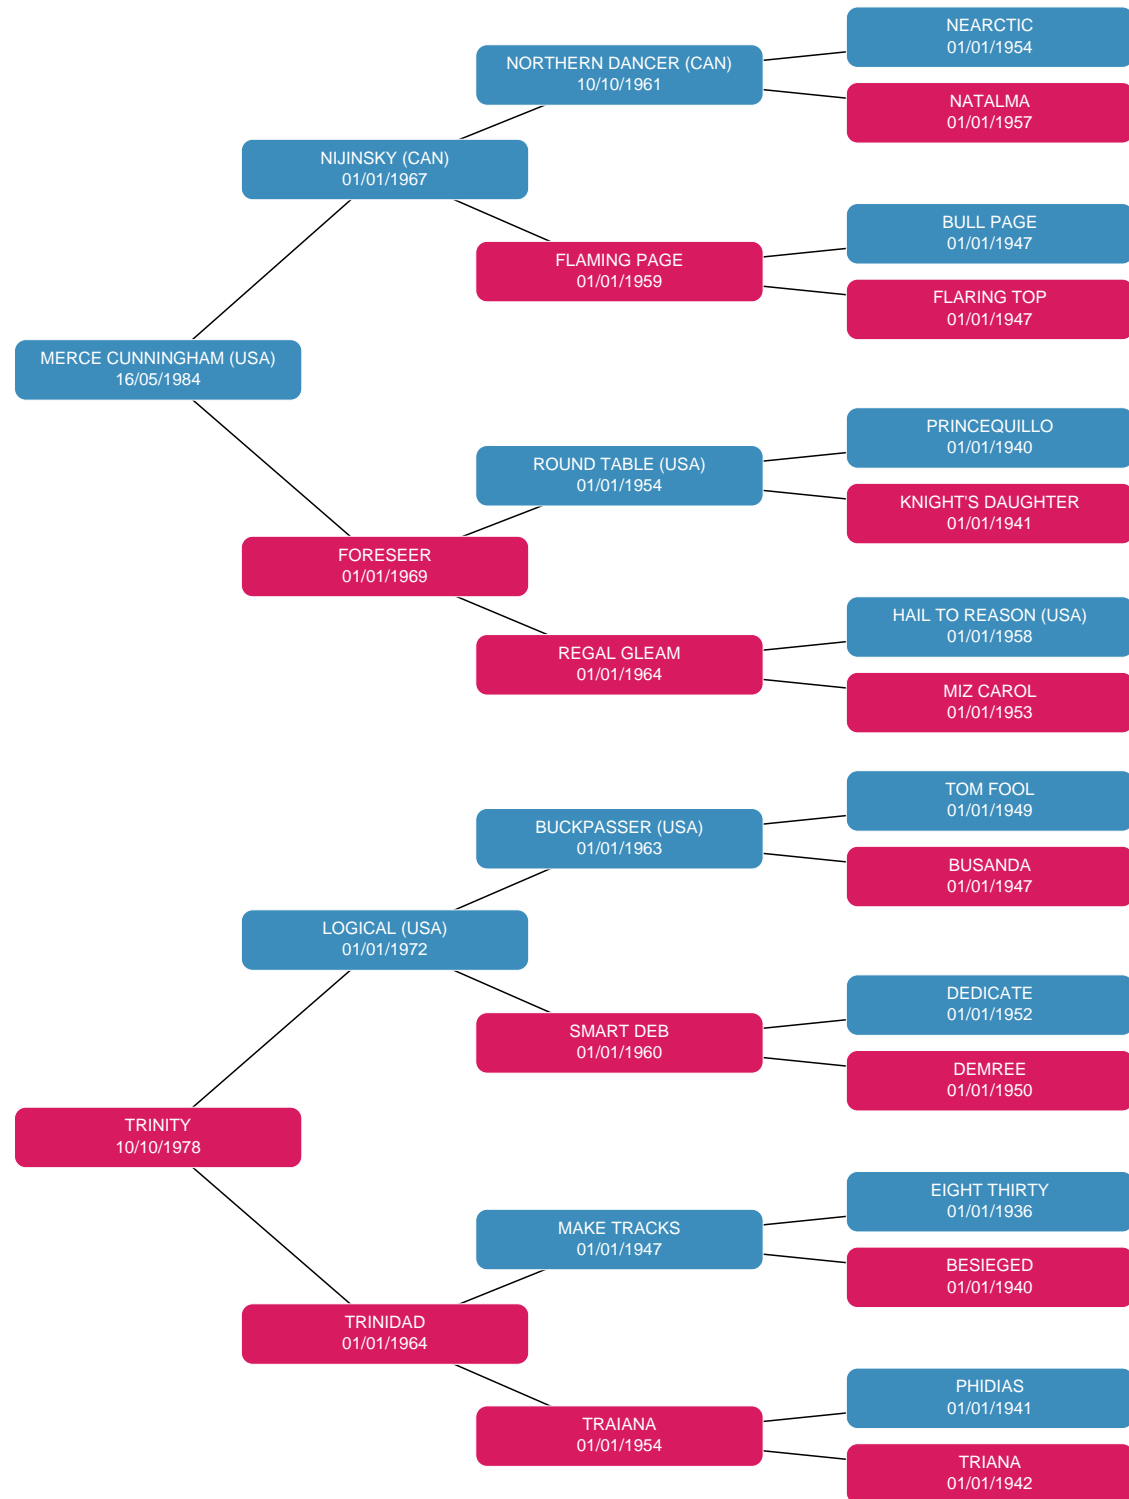 NEARCTIC
01/01/1954
NORTHERN DANCER (CAN)
10/10/1961
NATALMA
01/01/1957
NIJINSKY (CAN)
01/01/1967
BULL PAGE
01/01/1947
FLAMING PAGE
01/01/1959
FLARING TOP
01/01/1947
MERCE CUNNINGHAM (USA)
16/05/1984
PRINCEQUILLO
01/01/1940
ROUND TABLE (USA)
01/01/1954
KNIGHT'S DAUGHTER
01/01/1941
FORESEER
01/01/1969
HAIL TO REASON (USA)
01/01/1958
REGAL GLEAM
01/01/1964
MIZ CAROL
01/01/1953
TOM FOOL
01/01/1949
BUCKPASSER (USA)
01/01/1963
BUSANDA
01/01/1947
LOGICAL (USA)
01/01/1972
DEDICATE
01/01/1952
SMART DEB
01/01/1960
DEMREE
01/01/1950
TRINITY
10/10/1978
EIGHT THIRTY
01/01/1936
MAKE TRACKS
01/01/1947
BESIEGED
01/01/1940
TRINIDAD
01/01/1964
PHIDIAS
01/01/1941
TRAIANA
01/01/1954
TRIANA
01/01/1942